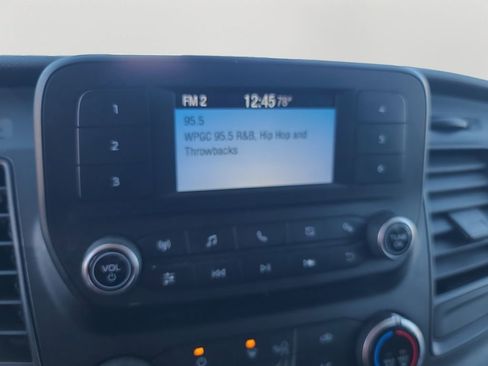 FM 2 12:45 78°
95.5
WPGC 95.5 R&B, Hip Hop and
Throwbacks
1
2
3
4
5
6
VOL
TUNE